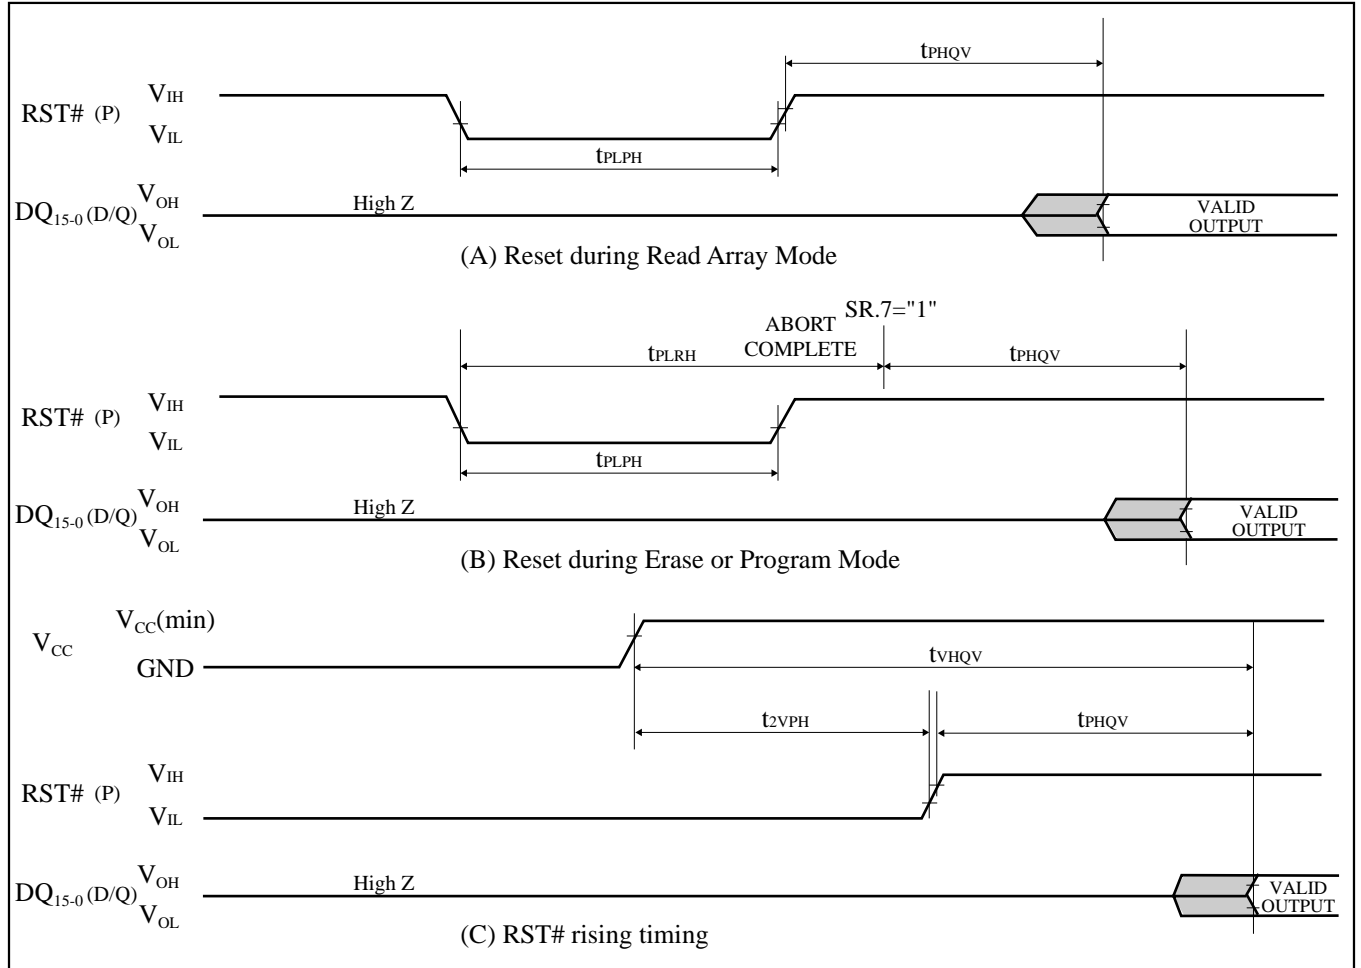 tPHQV
RST# (P)
VIH
VIL
tPLPH
DQ15-0 (D/Q)
VOH
VOL
High Z
VALID
OUTPUT
(A) Reset during Read Array Mode
SR.7="1"
ABORT
COMPLETE
tPLRH
tPHQV
RST# (P)
VIH
VIL
tPLPH
DQ15-0 (D/Q)
VOH
VOL
High Z
VALID
OUTPUT
(B) Reset during Erase or Program Mode
VCC
VCC(min)
GND
tVHQV
t2VPH
tPHQV
RST# (P)
VIH
VIL
DQ15-0 (D/Q)
VOH
VOL
High Z
VALID
OUTPUT
(C) RST# rising timing